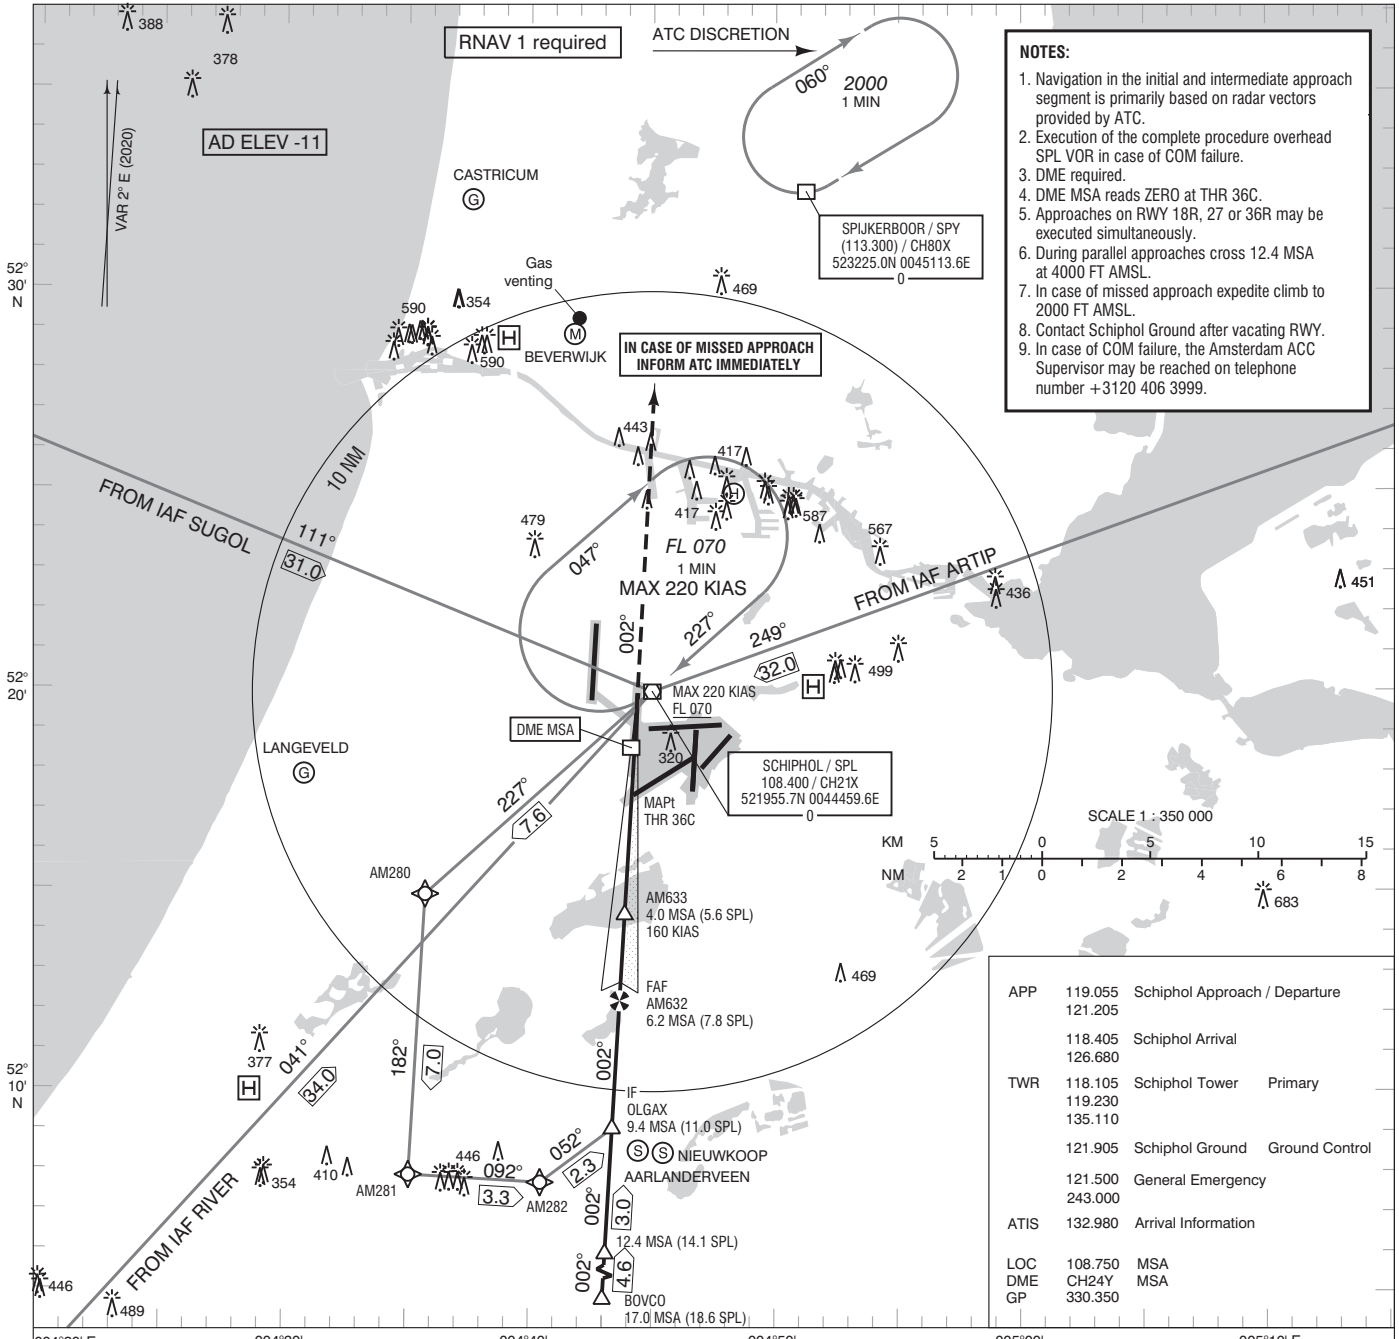 388
378
RNAV 1 required
ATC DISCRETION
060°
2000
1 MIN
AD ELEV -11
VAR 2° E (2020)
NOTES:
1. Navigation in the initial and intermediate approach
segment is primarily based on radar vectors
provided by ATC.
2. Execution of the complete procedure overhead
SPL VOR in case of COM failure.
3. DME required.
4. DME MSA reads ZERO at THR 36C.
5. Approaches on RWY 18R, 27 or 36R may be
executed simultaneously.
6. During parallel approaches cross 12.4 MSA
at 4000 FT AMSL.
7. In case of missed approach expedite climb to
2000 FT AMSL.
8. Contact Schiphol Ground after vacating RWY.
9. In case of COM failure, the Amsterdam ACC
Supervisor may be reached on telephone
number +3120 406 3999.
CASTRICUM
G
SPIJKERBOOR / SPY
(113.300) / CH80X
523225.0N 0045113.6E
0
52°
30'
N
Gas
venting
469
354
590
H
590
M
BEVERWIJK
IN CASE OF MISSED APPROACH
INFORM ATC IMMEDIATELY
443
417
10 NM
H
417
587
567
FROM IAF SUGOL
111°
31.0
479
047°
FL 070
1 MIN
MAX 220 KIAS
FROM IAF ARTIP
436
451
002°
227°
249°
32.0
499
H
52°
20'
MAX 220 KIAS
FL 070
DME MSA
320
LANGEVELD
G
SCHIPHOL / SPL
108.400 / CH21X
521955.7N 0044459.6E
0
227°
7.6
MAPt
THR 36C
SCALE 1 : 350 000
KM 5 0 5 10 15
NM 2 1 0 2 4 6 8
AM280
AM633
4.0 MSA (5.6 SPL)
160 KIAS
683
469
FAF
AM632
6.2 MSA (7.8 SPL)
377
H
041°
34.0
182°
7.0
002°
52°
10'
N
IF
OLGAX
9.4 MSA (11.0 SPL)
S S NIEUWKOOP
AARLANDERVEEN
354
410
446
092°
3.3
052°
2.3
AM281
AM282
002°
3.0
FROM IAF RIVER
12.4 MSA (14.1 SPL)
002°
4.6
BOVCO
17.0 MSA (18.6 SPL)
446
489
APP 119.055 Schiphol Approach / Departure
121.205
118.405 Schiphol Arrival
126.680
TWR 118.105 Schiphol Tower Primary
119.230
135.110
121.905 Schiphol Ground Ground Control
121.500 General Emergency
243.000
ATIS 132.980 Arrival Information
LOC 108.750 MSA
DME CH24Y MSA
GP 330.350